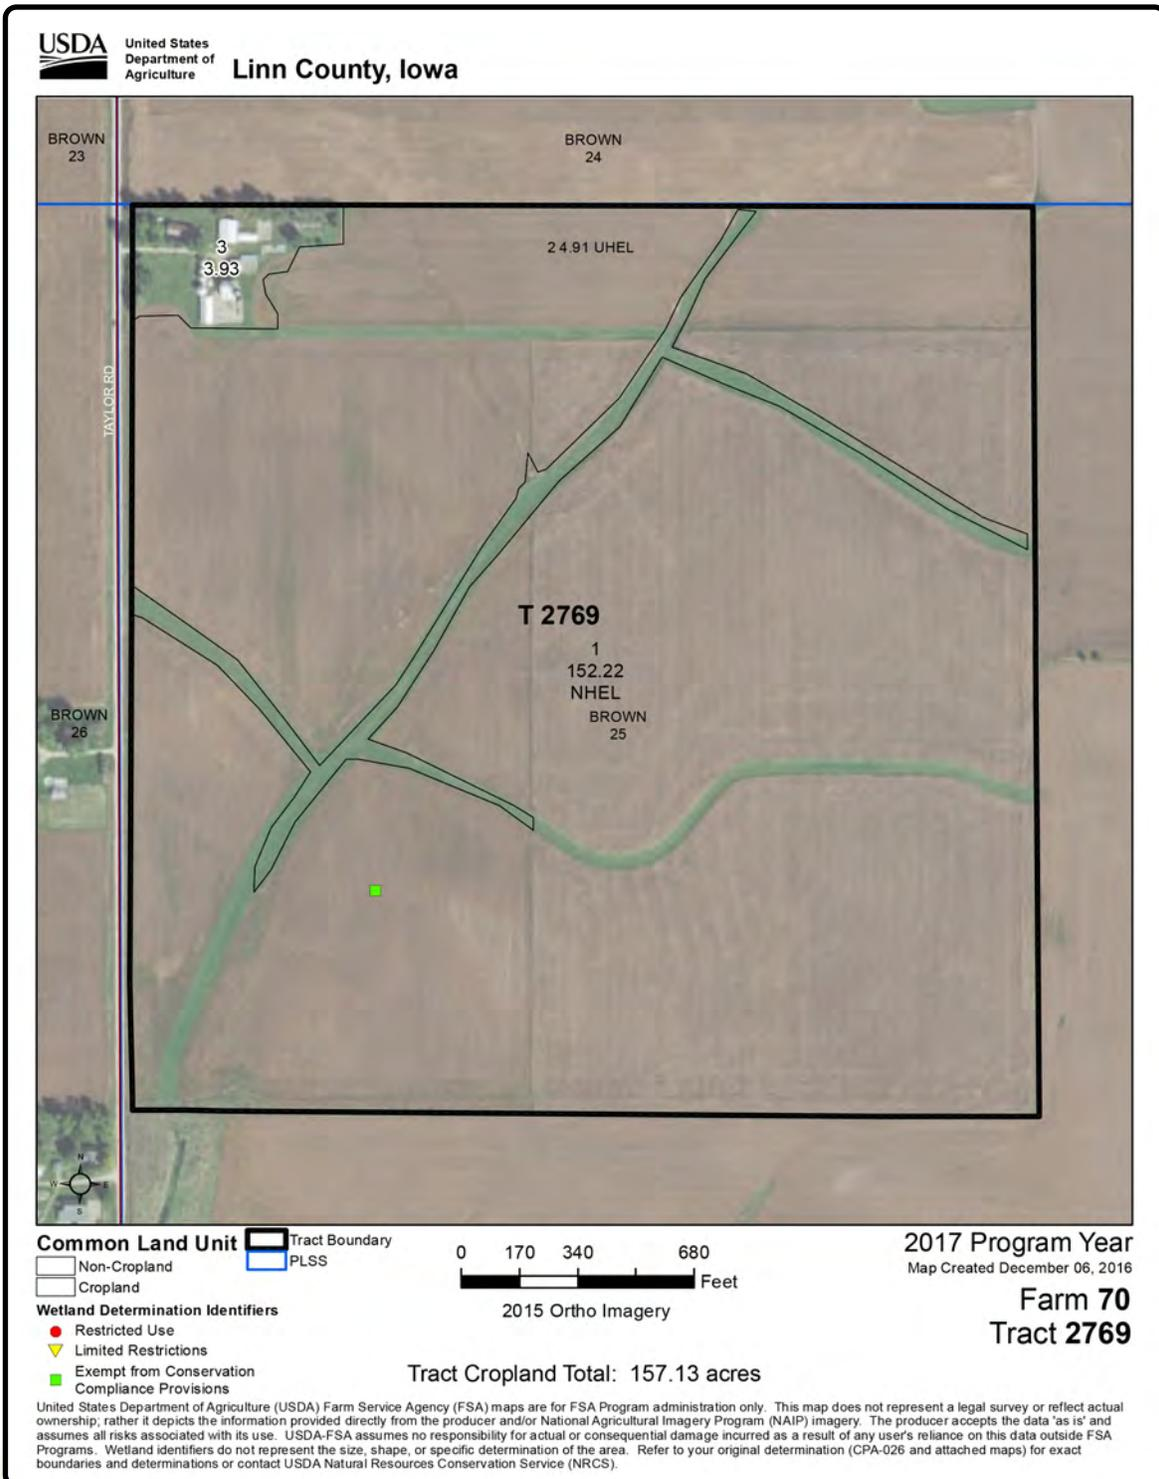 USDA
United States
Department of
Agriculture
Linn County, Iowa
BROWN
23
BROWN
24
3
3.93
2 4.91 UHEL
TAYLOR RD
T 2769
1
152.22
NHEL
BROWN
25
BROWN
26
N
W E
S
Common Land Unit
Non-Cropland
Cropland
Tract Boundary
PLSS
Wetland Determination Identifiers
Restricted Use
Limited Restrictions
Exempt from Conservation
Compliance Provisions
0 170 340 680
Feet
2015 Ortho Imagery
Tract Cropland Total: 157.13 acres
2017 Program Year
Map Created December 06, 2016
Farm 70
Tract 2769
United States Department of Agriculture (USDA) Farm Service Agency (FSA) maps are for FSA Program administration only. This map does not represent a legal survey or reflect actual
ownership; rather it depicts the information provided directly from the producer and/or National Agricultural Imagery Program (NAIP) imagery. The producer accepts the data 'as is' and
assumes all risks associated with its use. USDA-FSA assumes no responsibility for actual or consequential damage incurred as a result of any user's reliance on this data outside FSA
Programs. Wetland identifiers do not represent the size, shape, or specific determination of the area. Refer to your original determination (CPA-026 and attached maps) for exact
boundaries and determinations or contact USDA Natural Resources Conservation Service (NRCS).